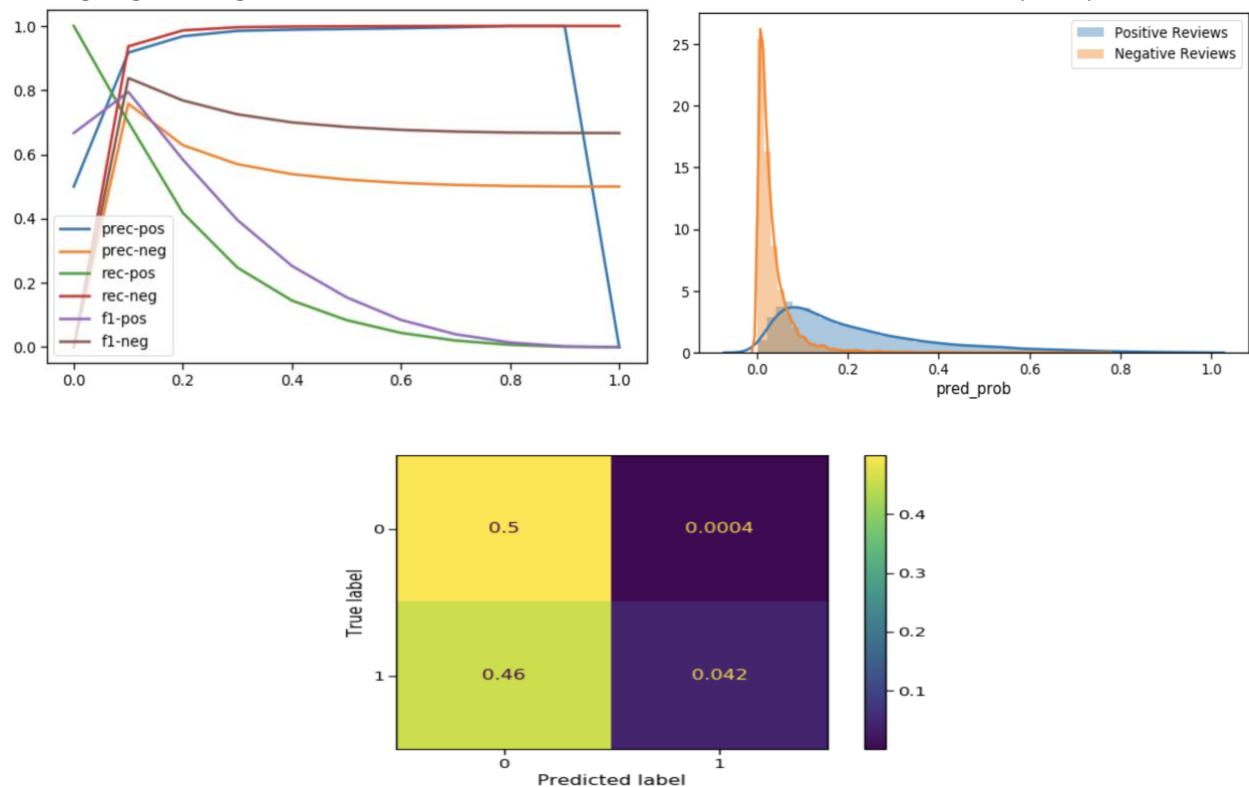 1.0
0.8
0.6
0.4
0.2
0.0
prec-pos
prec-neg
rec-pos
rec-neg
f1-pos
f1-neg
0.0 0.2 0.4 0.6 0.8 1.0
25
20
15
10
5
0
Positive Reviews
Negative Reviews
0.0 0.2 0.4 0.6 0.8 1.0
pred_prob
0.5 0.0004
0.46 0.042
0
1
True label
0 1
Predicted label
0.4
0.3
0.2
0.1